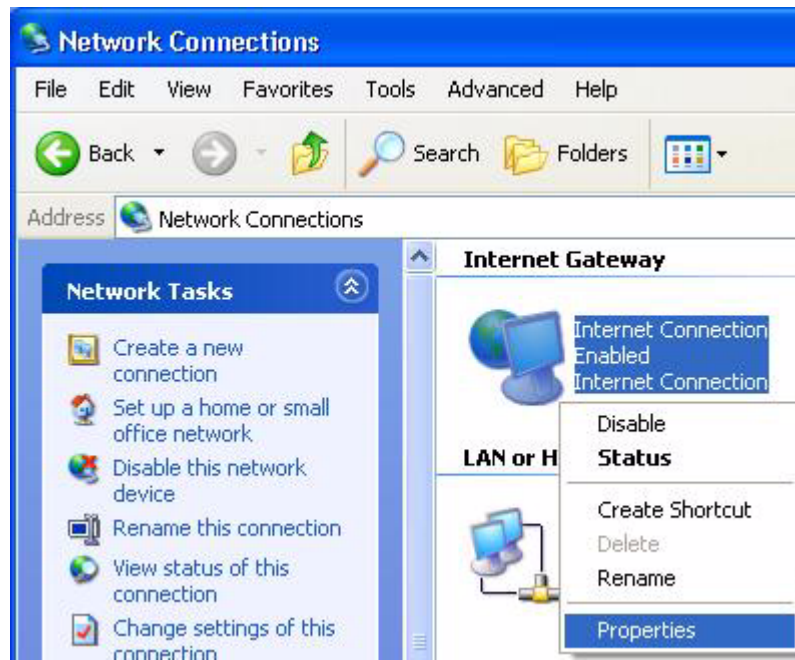 Network Connections
File Edit View Favorites Tools Advanced Help
Back Search Folders
Address Network Connections
Network Tasks
Create a new
connection
Set up a home or small
office network
Disable this network
device
Rename this connection
View status of this
connection
Change settings of this
connection
Internet Gateway
Internet Connection
Enabled
Internet Connection
LAN or H
Disable
Status
Create Shortcut
Delete
Rename
Properties